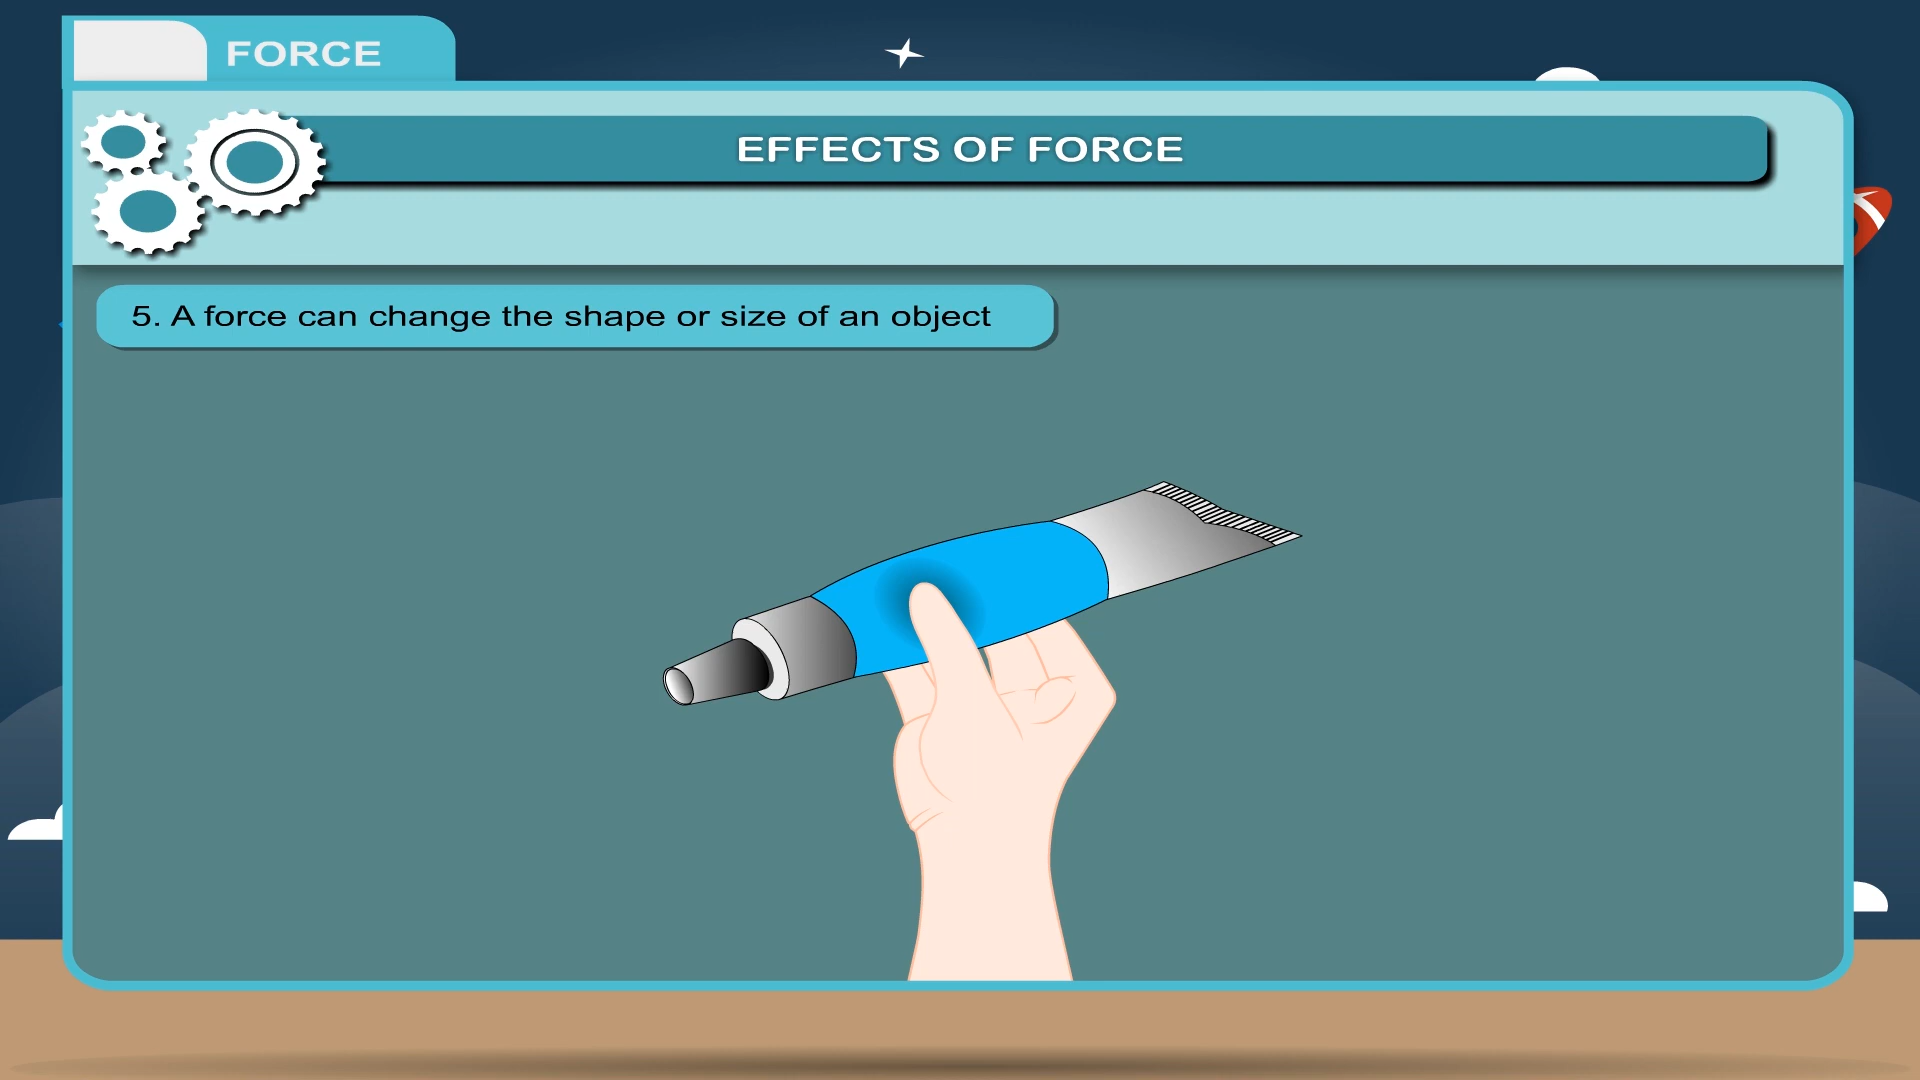 FORCE
EFFECTS OF FORCE
5. A force can change the shape or size of an object